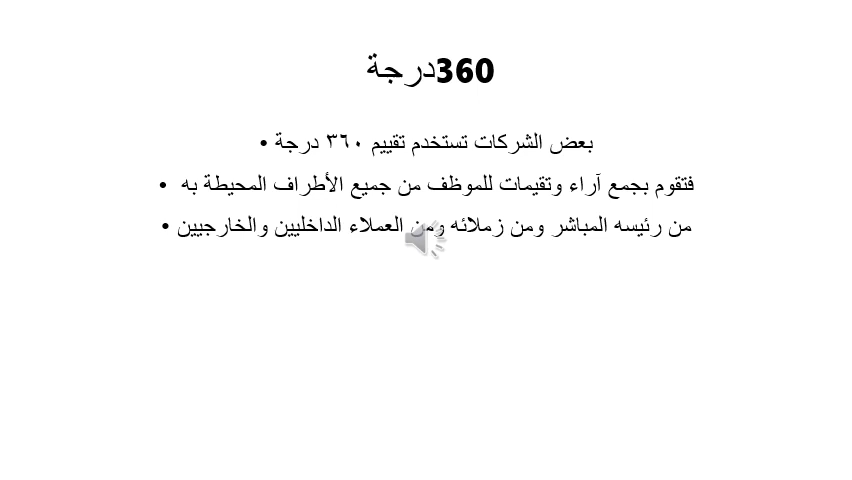 360درجة
بعض الشركات تستخدم تقييم ٣٦٠ درجة •
فتقوم بجمع آراء وتقيمات للموظف من جميع الأطراف المحيطة به •
من رئيسه المباشر ومن زملائه ومن العملاء الداخليين والخارجيين •